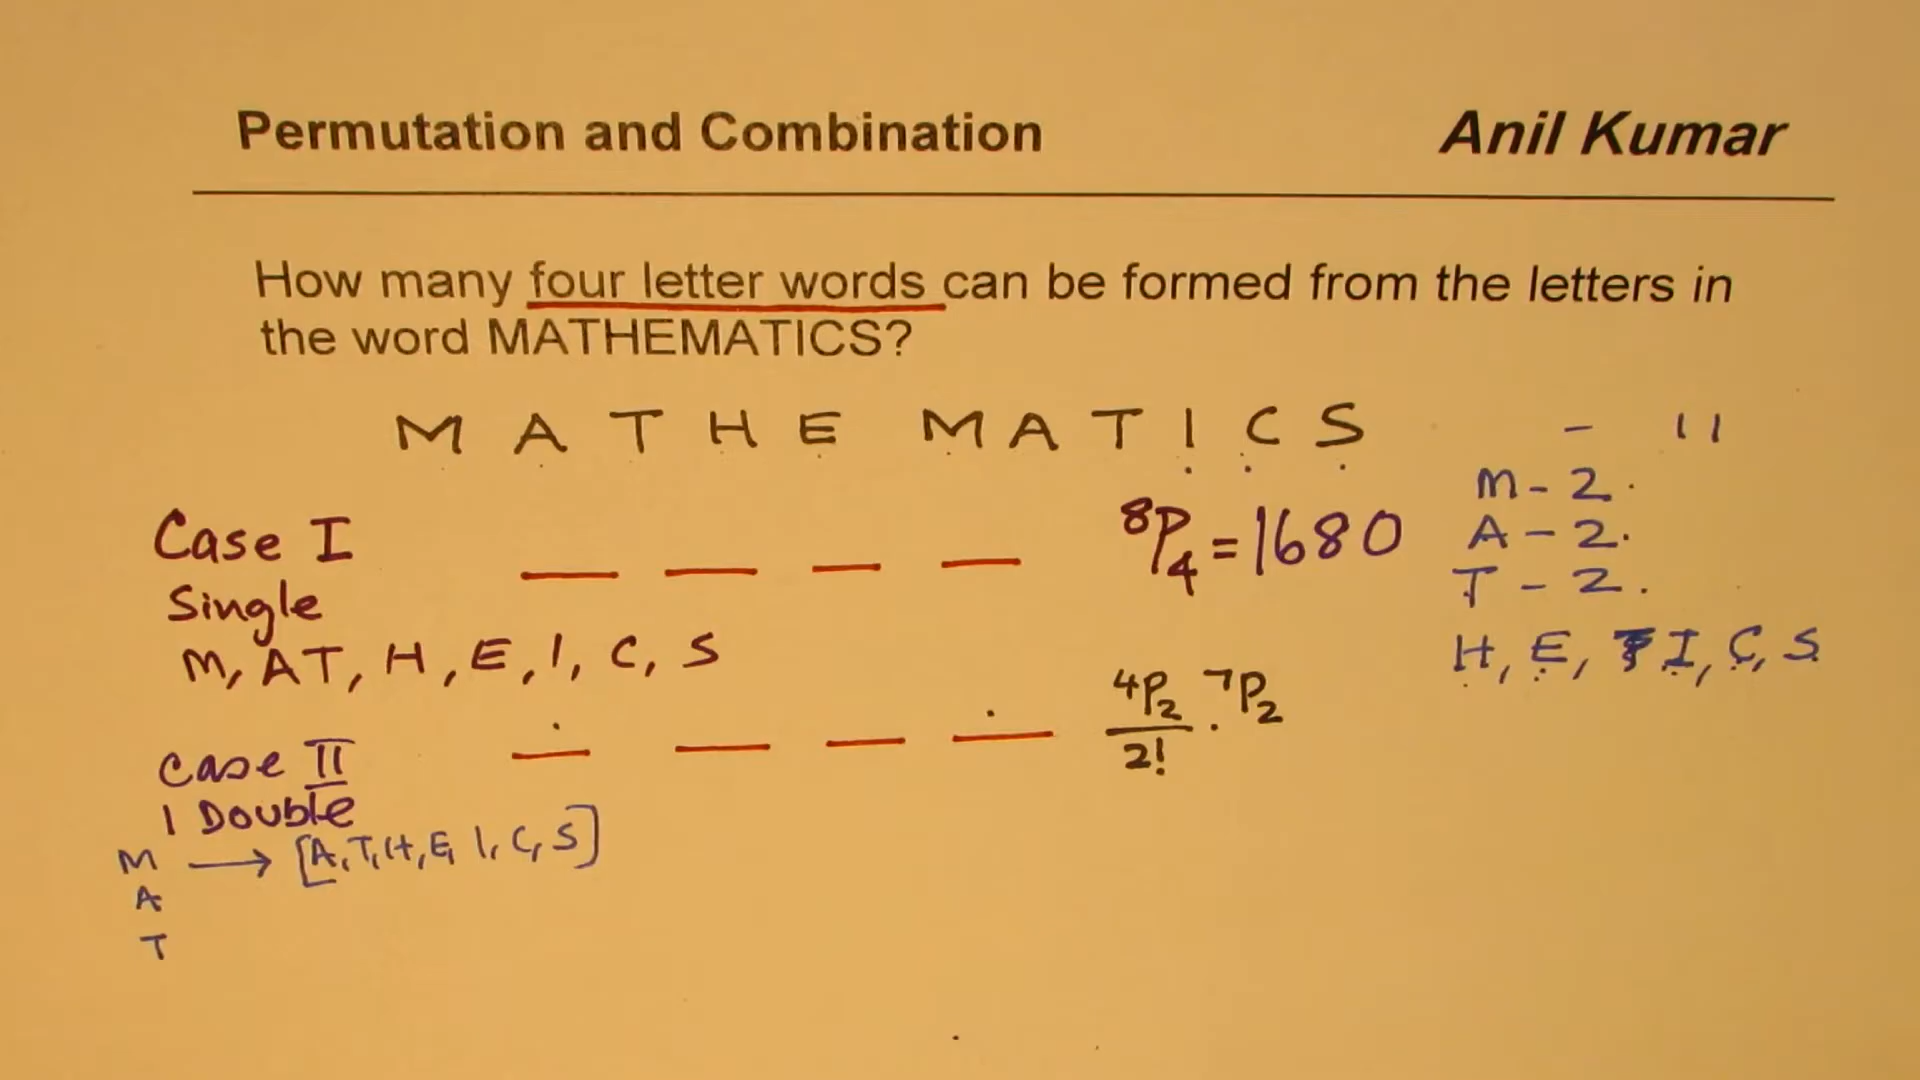 Permutation and Combination Anil Kumar
How many four letter words can be formed from the letters in
the word MATHEMATICS?
M A T H E M A T I C S - 11
M - 2.
A - 2.
T - 2.
H, E, I, C, S
Case I ⁸P₄ = 1680
Single
M, A T, H, E, I, C, S
Case II ⁴P₂/2! . ⁷P₂
1 Double
M → [A, T, H, E, I, C, S]
A
T